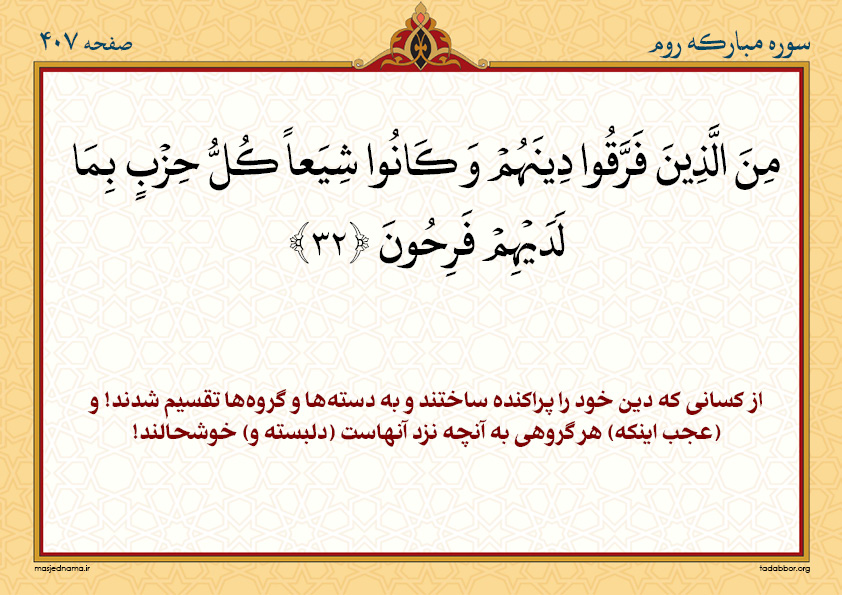 سوره مبارکه روم
صفحه ۴۰۷
مِنَ الَّذِينَ فَرَّقُوا دِينَهُمْ وَ كَانُوا شِيَعاً كُلُّ حِزْبٍ بِمَا
لَدَيْهِمْ فَرِحُونَ ﴿۳۲﴾
از کسانی که دین خود را پراکنده ساختند و به دسته‌ها و گروه‌ها تقسیم شدند! و
(عجب اینکه) هر گروهی به آنچه نزد آنهاست (دلبسته و) خوشحالند!
masjednama.ir
tadabbor.org